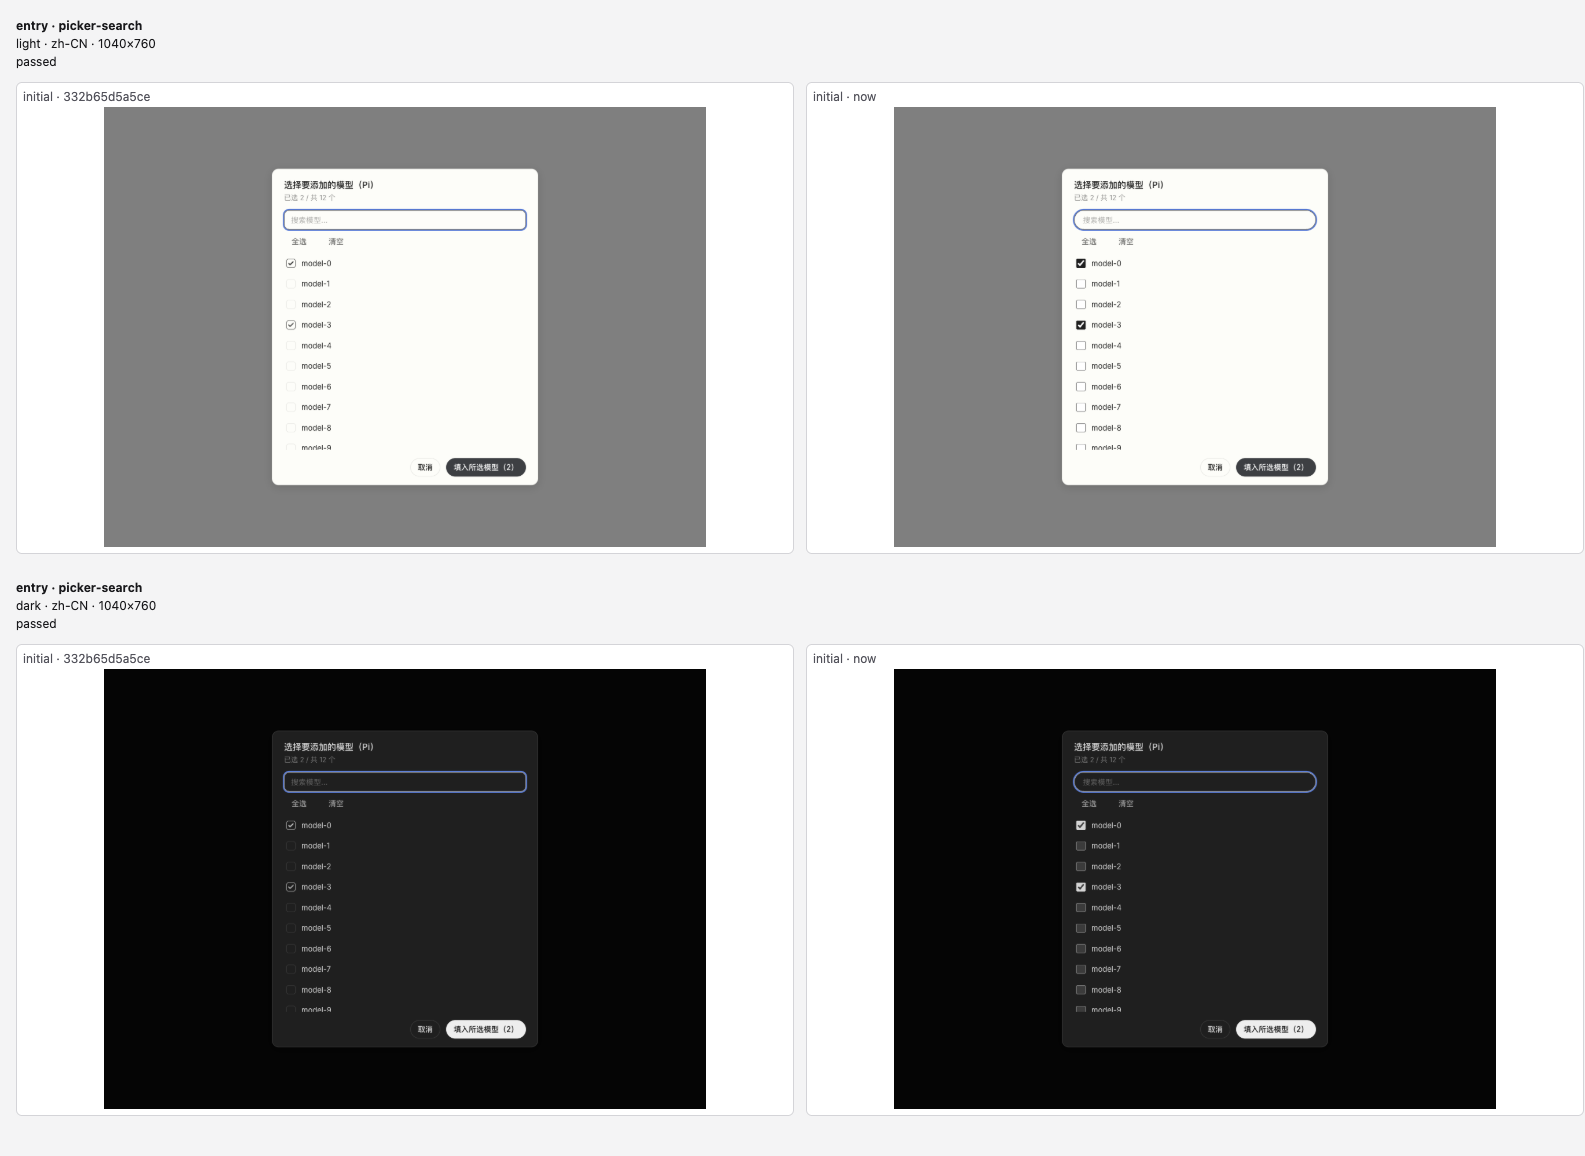 entry · picker-search
light · zh-CN · 1040×760
passed
initial · 332b65d5a5ce
选择要添加的模型（Pi）
已选 2 / 共 12 个
搜索模型...
全选 清空
model-0
model-1
model-2
model-3
model-4
model-5
model-6
model-7
model-8
model-9
取消 填入所选模型（2）
initial · now
选择要添加的模型（Pi）
已选 2 / 共 12 个
搜索模型...
全选 清空
model-0
model-1
model-2
model-3
model-4
model-5
model-6
model-7
model-8
model-9
取消 填入所选模型（2）
entry · picker-search
dark · zh-CN · 1040×760
passed
initial · 332b65d5a5ce
选择要添加的模型（Pi）
已选 2 / 共 12 个
搜索模型...
全选 清空
model-0
model-1
model-2
model-3
model-4
model-5
model-6
model-7
model-8
model-9
取消 填入所选模型（2）
initial · now
选择要添加的模型（Pi）
已选 2 / 共 12 个
搜索模型...
全选 清空
model-0
model-1
model-2
model-3
model-4
model-5
model-6
model-7
model-8
model-9
取消 填入所选模型（2）